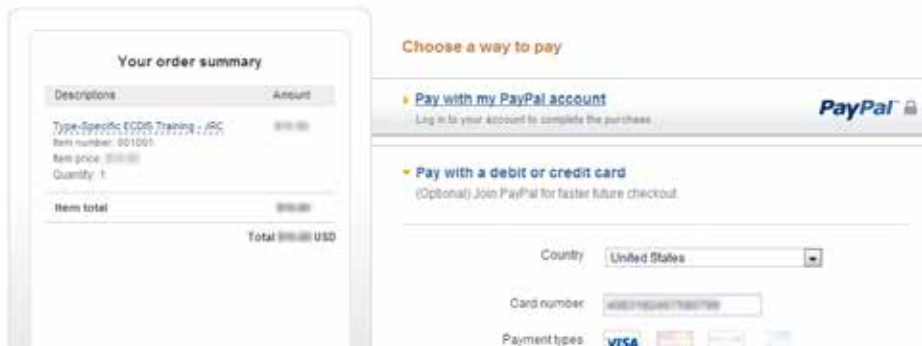 Your order summary
Descriptions Amount
Type-Specific ECDIS Training - JRC
Item number: 001001
Item price:
Quantity: 1
Item total
Total USD
Choose a way to pay
Pay with my PayPal account
Log in to your account to complete the purchase
PayPal
Pay with a debit or credit card
(Optional) Join PayPal for faster future checkout
Country United States
Card number
Payment types VISA